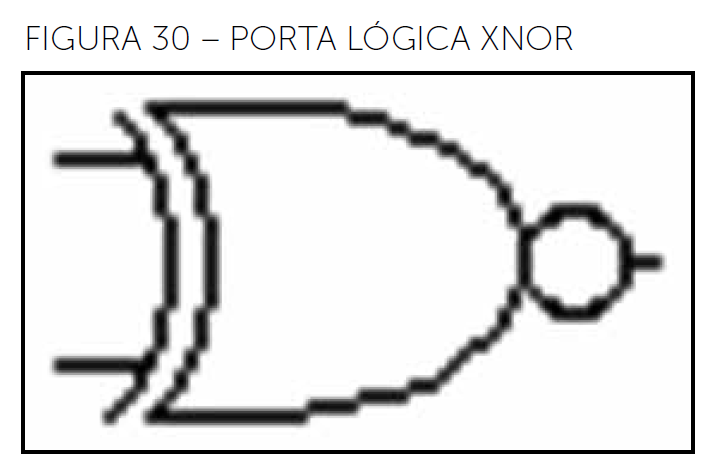 FIGURA 30 – PORTA LÓGICA XNOR